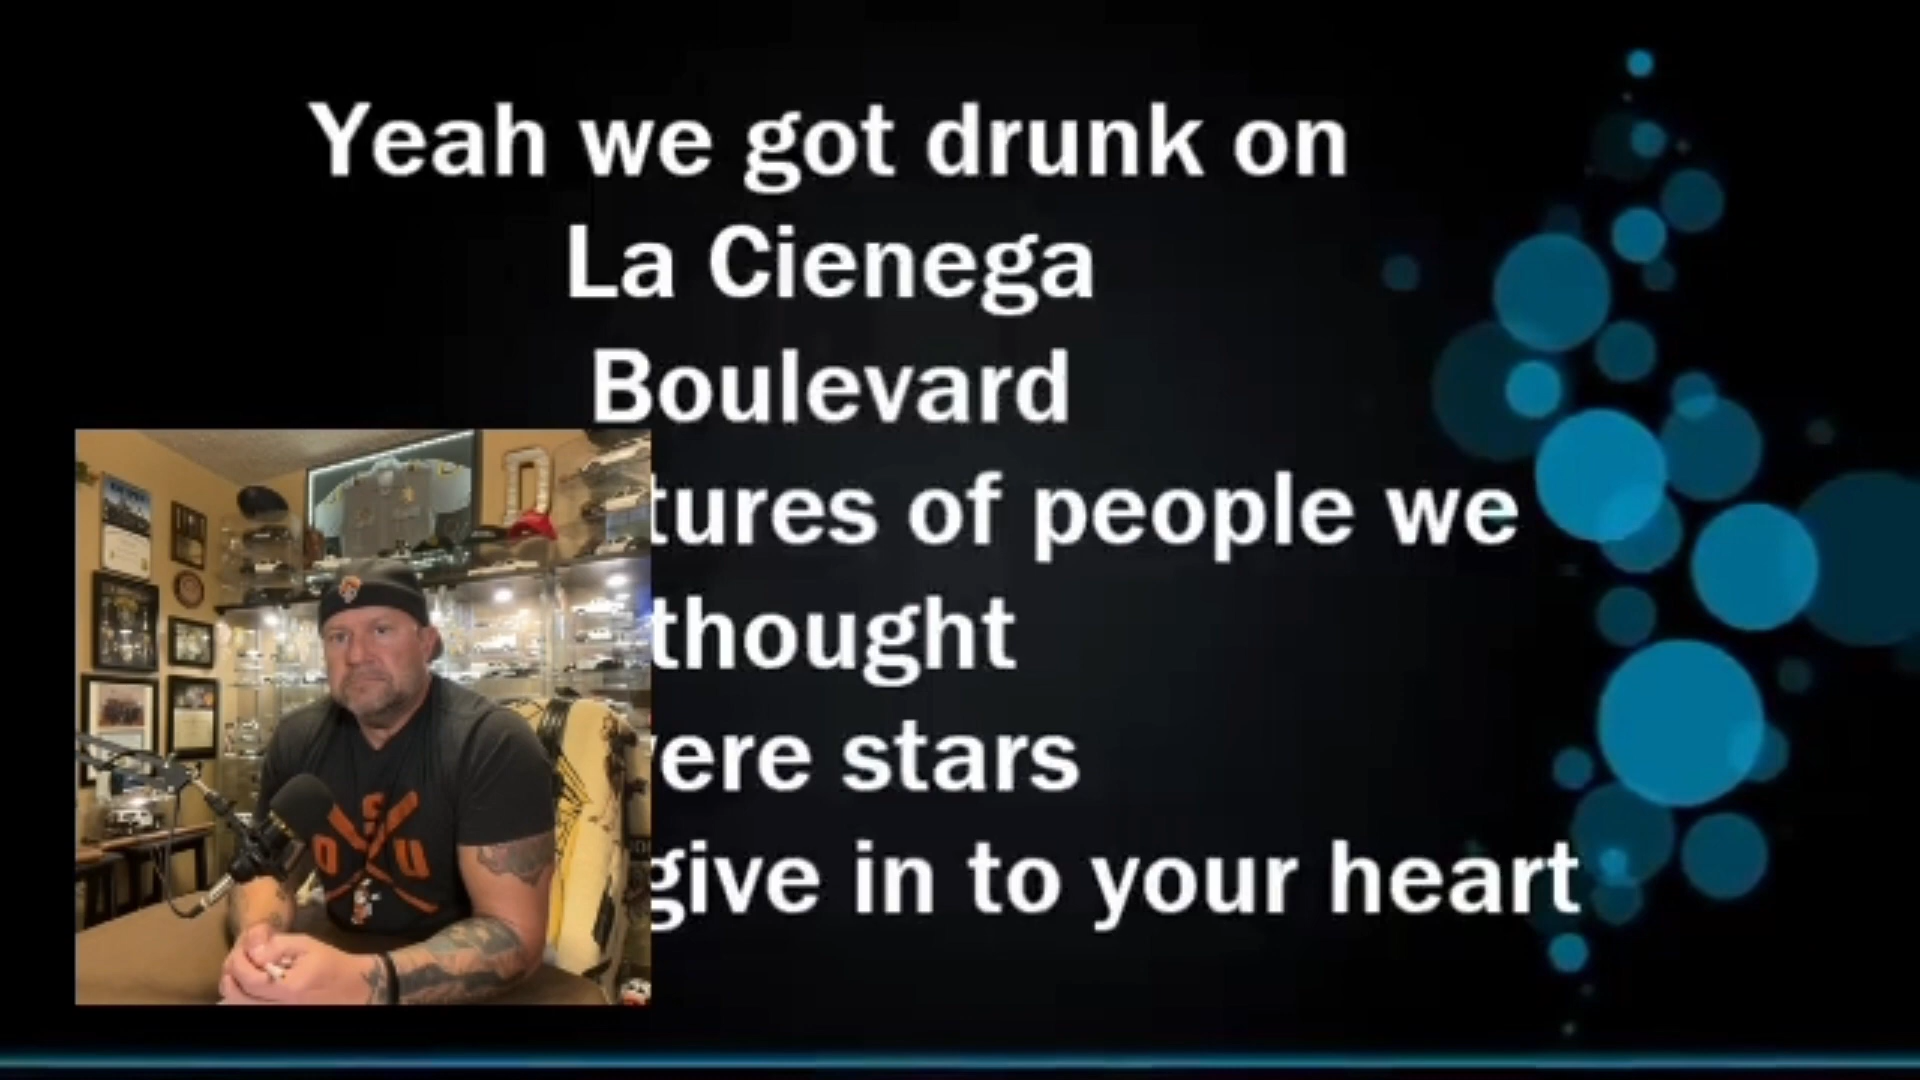 Yeah we got drunk on
La Cienega
Boulevard
tures of people we
thought
ere stars
give in to your heart
O S U